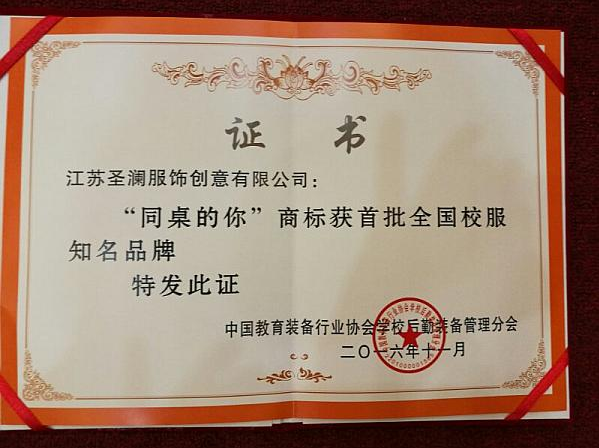 证 书
江苏圣澜服饰创意有限公司：
“同桌的你”商标获首批全国校服
知名品牌
特发此证
中国教育装备行业协会学校后勤装备管理分会
二〇一六年十一月